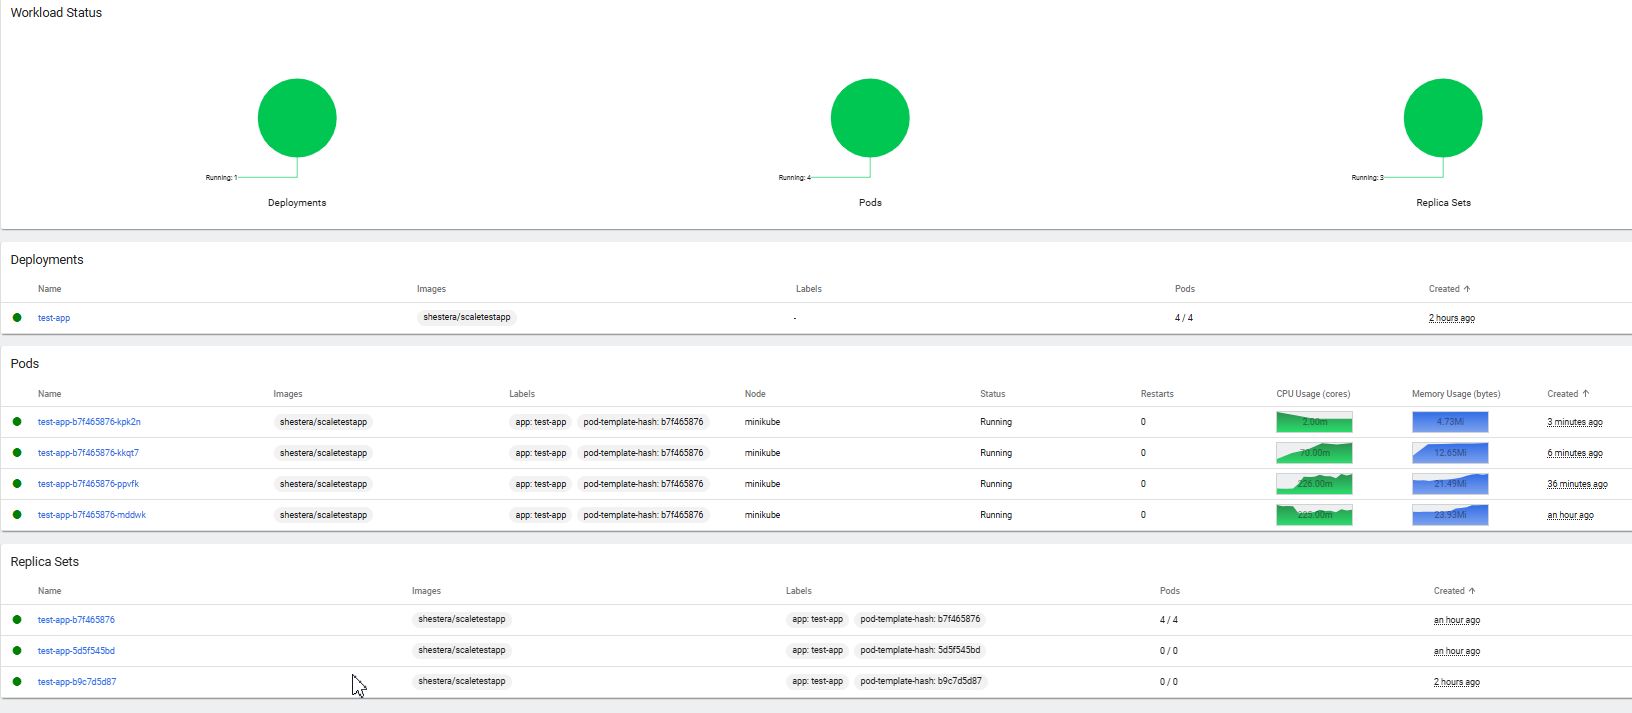 Workload Status
Running: 1 Running: 4 Running: 3
Deployments Pods Replica Sets
Deployments
Name Images Labels Pods Created ↑
test-app shestera/scaletestapp - 4 / 4 2 hours ago
Pods
Name Images Labels Node Status Restarts CPU Usage (cores) Memory Usage (bytes) Created ↑
test-app-b7f465876-kpk2n shestera/scaletestapp app: test-app pod-template-hash: b7f465876 minikube Running 0 2.00m 4.73Mi 3 minutes ago
test-app-b7f465876-kkqt7 shestera/scaletestapp app: test-app pod-template-hash: b7f465876 minikube Running 0 70.00m 12.65Mi 6 minutes ago
test-app-b7f465876-ppvfk shestera/scaletestapp app: test-app pod-template-hash: b7f465876 minikube Running 0 226.00m 21.49Mi 36 minutes ago
test-app-b7f465876-mddwk shestera/scaletestapp app: test-app pod-template-hash: b7f465876 minikube Running 0 225.00m 23.93Mi an hour ago
Replica Sets
Name Images Labels Pods Created ↑
test-app-b7f465876 shestera/scaletestapp app: test-app pod-template-hash: b7f465876 4 / 4 an hour ago
test-app-5d5f545bd shestera/scaletestapp app: test-app pod-template-hash: 5d5f545bd 0 / 0 an hour ago
test-app-b9c7d5d87 shestera/scaletestapp app: test-app pod-template-hash: b9c7d5d87 0 / 0 2 hours ago